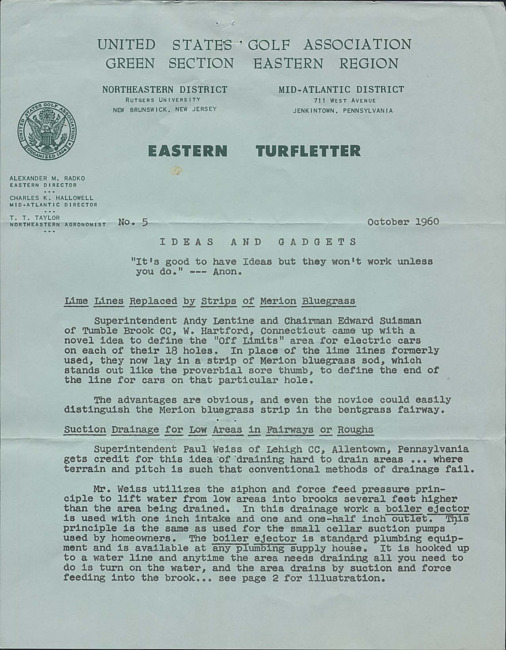 UNITED STATES GOLF ASSOCIATION
GREEN SECTION EASTERN REGION
NORTHEASTERN DISTRICT
RUTGERS UNIVERSITY
NEW BRUNSWICK, NEW JERSEY
MID-ATLANTIC DISTRICT
711 WEST AVENUE
JENKINTOWN, PENNSYLVANIA
EASTERN TURFLETTER
ALEXANDER M. RADKO
EASTERN DIRECTOR
CHARLES K. HALLOWELL
MID-ATLANTIC DIRECTOR
T. T. TAYLOR
NORTHEASTERN AGRONOMIST
No. 5
October 1960
IDEAS AND GADGETS
"It's good to have Ideas but they won't work unless
you do." --- Anon.
Lime Lines Replaced by Strips of Merion Bluegrass
Superintendent Andy Lentine and Chairman Edward Suisman
of Tumble Brook CC, W. Hartford, Connecticut came up with a
novel idea to define the "Off Limits" area for electric cars
on each of their 18 holes. In place of the lime lines formerly
used, they now lay in a strip of Merion bluegrass sod, which
stands out like the proverbial sore thumb, to define the end of
the line for cars on that particular hole.
The advantages are obvious, and even the novice could easily
distinguish the Merion bluegrass strip in the bentgrass fairway.
Suction Drainage for Low Areas in Fairways or Roughs
Superintendent Paul Weiss of Lehigh CC, Allentown, Pennsylvania
gets credit for this idea of draining hard to drain areas ... where
terrain and pitch is such that conventional methods of drainage fail.
Mr. Weiss utilizes the siphon and force feed pressure prin-
ciple to lift water from low areas into brooks several feet higher
than the area being drained. In this drainage work a boiler ejector
is used with one inch intake and one and one-half inch outlet. This
principle is the same as used for the small cellar suction pumps
used by homeowners. The boiler ejector is standard plumbing equip-
ment and is available at any plumbing supply house. It is hooked up
to a water line and anytime the area needs draining all you need to
do is turn on the water, and the area drains by suction and force
feeding into the brook... see page 2 for illustration.